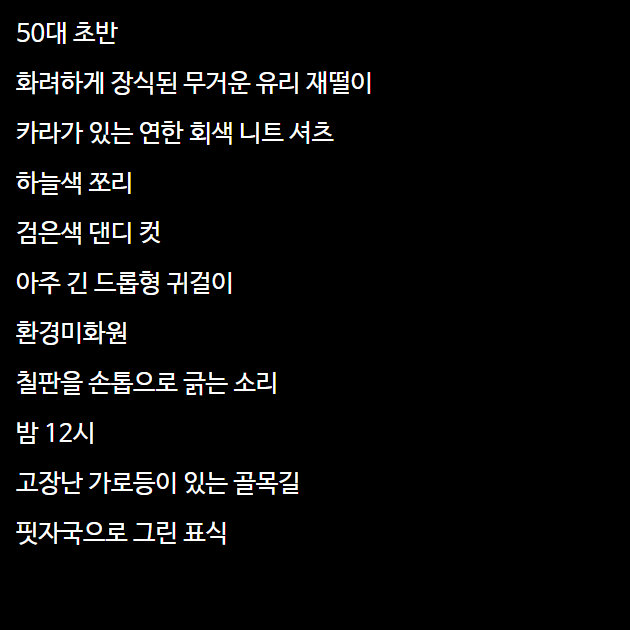 50대 초반
화려하게 장식된 무거운 유리 재떨이
카라가 있는 연한 회색 니트 셔츠
하늘색 쪼리
검은색 댄디 컷
아주 긴 드롭형 귀걸이
환경미화원
칠판을 손톱으로 긁는 소리
밤 12시
고장난 가로등이 있는 골목길
핏자국으로 그린 표식